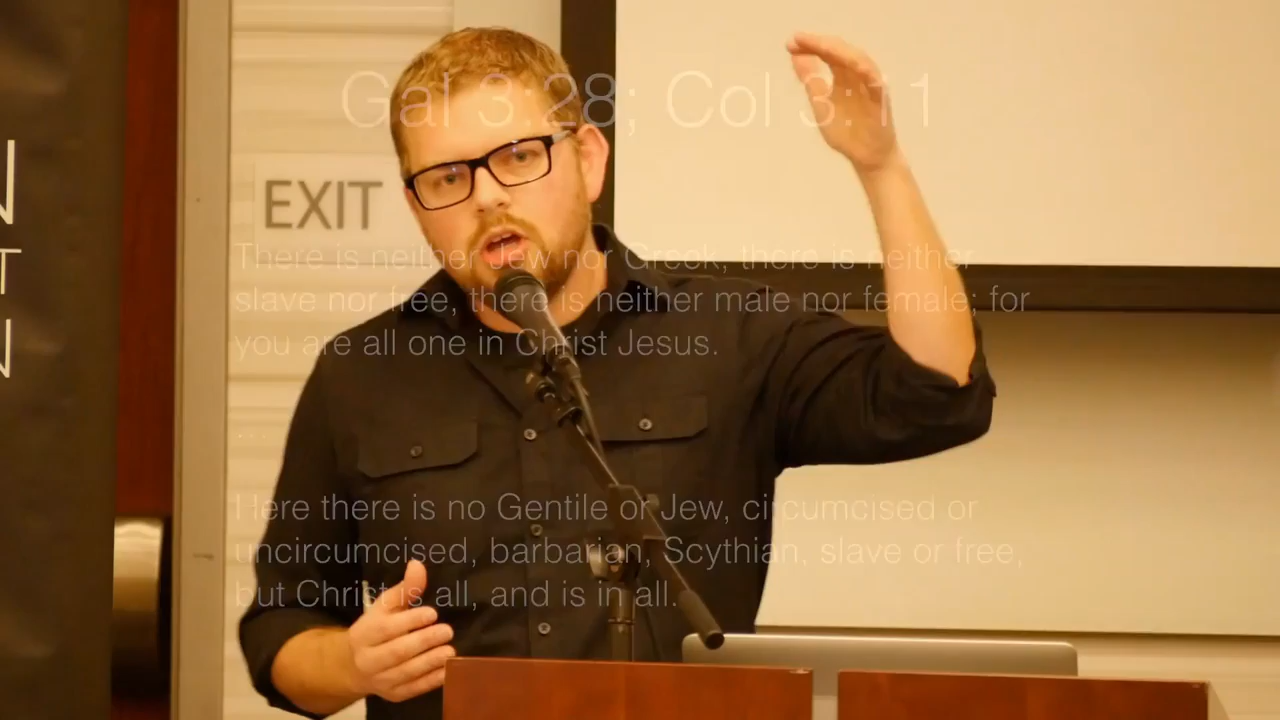 Gal 3:28; Col 3:11
EXIT
There is neither Jew nor Greek, there is neither
slave nor free, there is neither male nor female; for
you are all one in Christ Jesus.
Here there is no Gentile or Jew, circumcised or
uncircumcised, barbarian, Scythian, slave or free,
but Christ is all, and is in all.
N
T
N